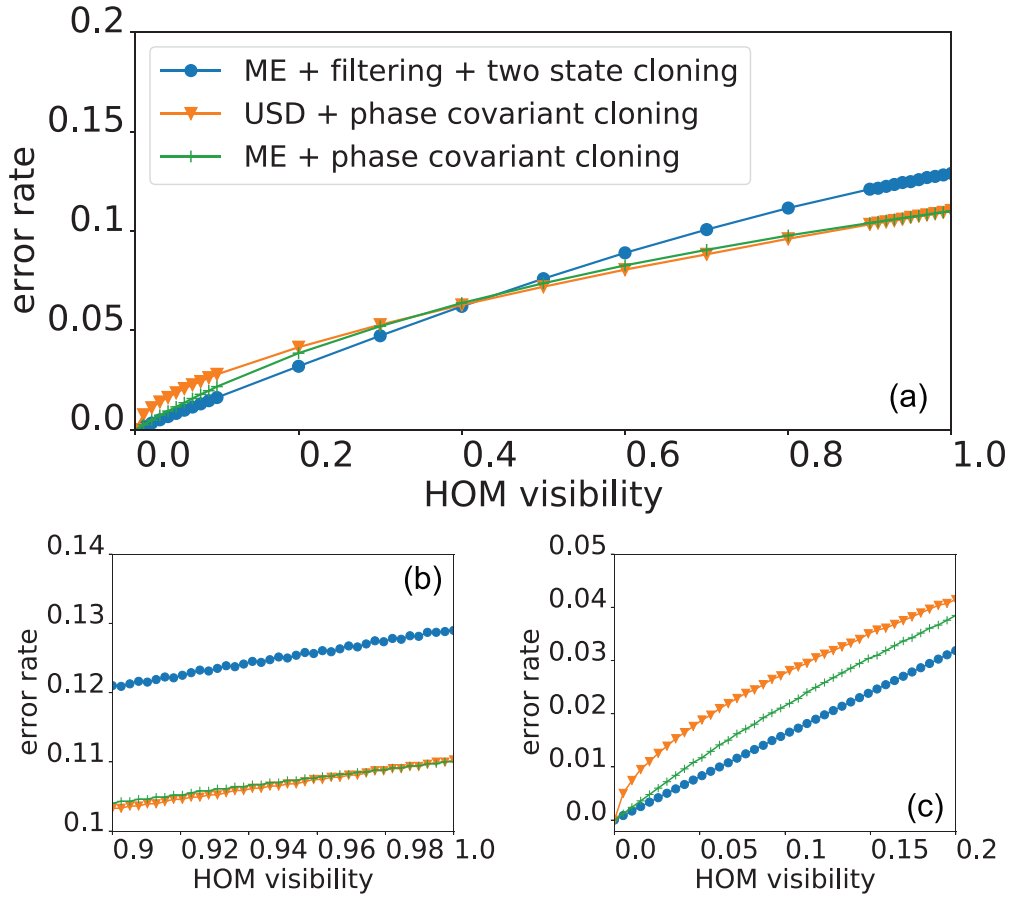 0.2
ME + filtering + two state cloning
USD + phase covariant cloning
ME + phase covariant cloning
0.15
0.1
0.05
0.0
error rate
(a)
0.0 0.2 0.4 0.6 0.8 1.0
HOM visibility
0.14
(b)
0.13
0.12
0.111
0.1
error rate
0.9 0.92 0.94 0.96 0.98 1.0
HOM visibility
0.05
0.04
0.03
0.02
0.01
0.0
error rate
(c)
0.0 0.05 0.1 0.15 0.2
HOM visibility